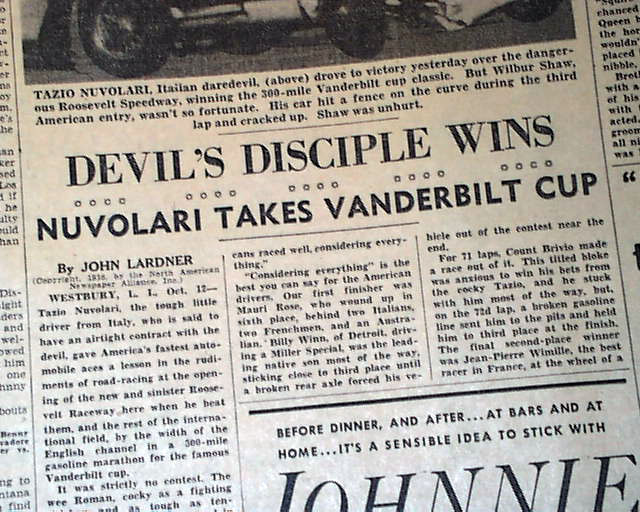 TAZIO NUVOLARI, Italian daredevil, (above) drove to victory yesterday over the danger-
ous Roosevelt Speedway, winning the 300-mile Vanderbilt cup classic. But Wilbur Shaw,
American entry, wasn't so fortunate. His car hit a fence on the curve during the third
lap and cracked up. Shaw was unhurt.
DEVIL'S DISCIPLE WINS
NUVOLARI TAKES VANDERBILT CUP
By JOHN LARDNER
(Copyright, 1936, by the North American
Newspaper Alliance, Inc.)
WESTBURY, L. I., Oct. 12—
Tazio Nuvolari, the tough little
driver from Italy, who is said to
have an airtight contract with the
devil, gave America's fastest auto-
mobile aces a lesson in the rudi-
ments of road-racing at the open-
ing of the new and sinister Roose-
velt Raceway here when he beat
them, and the rest of the interna-
tional field, by the width of the
English channel in a 300-mile
gasoline marathon for the famous
Vanderbilt cup.
It was strictly no contest. The
wee Roman, cocky as a fighting
and as tough as ten-
cans raced well, considering every-
thing."
"Considering everything" is the
best you can say for the American
drivers. Our first finisher was
Mauri Rose, who wound up in
sixth place, behind two Italians,
two Frenchmen, and an Austra-
lian. Billy Winn, of Detroit, driv-
ing a Miller Special, was the lead-
ing native son most of the way,
sticking close to third place until
a broken rear axle forced his ve-
hicle out of the contest near the
end.
For 71 laps, Count Brivio made
a race out of it. This titled bloke
was anxious to win his bets from
the rocky Tazio, and he stuck
with him most of the way, but,
on the 72d lap, a broken gasoline
line sent him to the pits and held
him to third place at the finish.
The final second-place winner
was Jean-Pierre Wimille, the best
racer in France, at the wheel of a
BEFORE DINNER, AND AFTER...AT BARS AND AT
HOME...IT'S A SENSIBLE IDEA TO STICK WITH
JOHNNIE